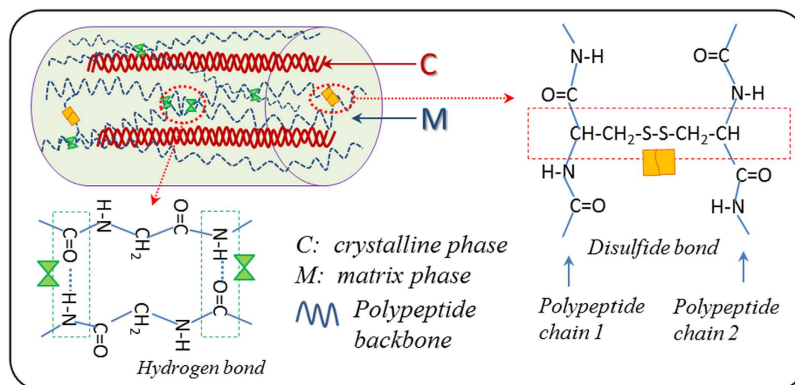 C
M
N-H
O=C
CH-CH₂-S-S-CH₂-CH
H-N
C=O
O=C
N-H
C=O
H-N
Disulfide bond
Polypeptide
chain 1
Polypeptide
chain 2
C=O
H-N
CH₂
O=C
N-H
H-N
C=O
CH₂
N-H
O=C
Hydrogen bond
C: crystalline phase
M: matrix phase
Polypeptide
backbone